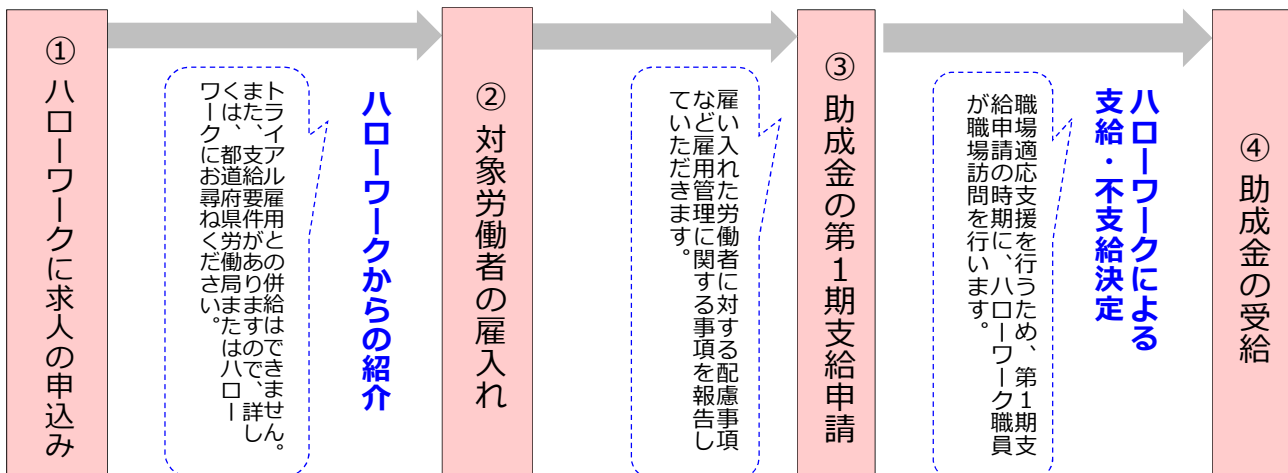 ① ハローワークに求人の申込み
ハローワークからの紹介
トライアル雇用との併給はできません。
また、支給要件がありますので、詳し
くは、都道府県労働局またはハロー
ワークにお尋ねください。
② 対象労働者の雇入れ
雇い入れた労働者に対する配慮事項
など雇用管理に関する事項を報告し
ていただきます。
③ 助成金の第1期支給申請
ハローワークによる
支給・不支給決定
職場適応支援を行うため、第1期支
給申請の時期に、ハローワーク職員
が職場訪問を行います。
④ 助成金の受給